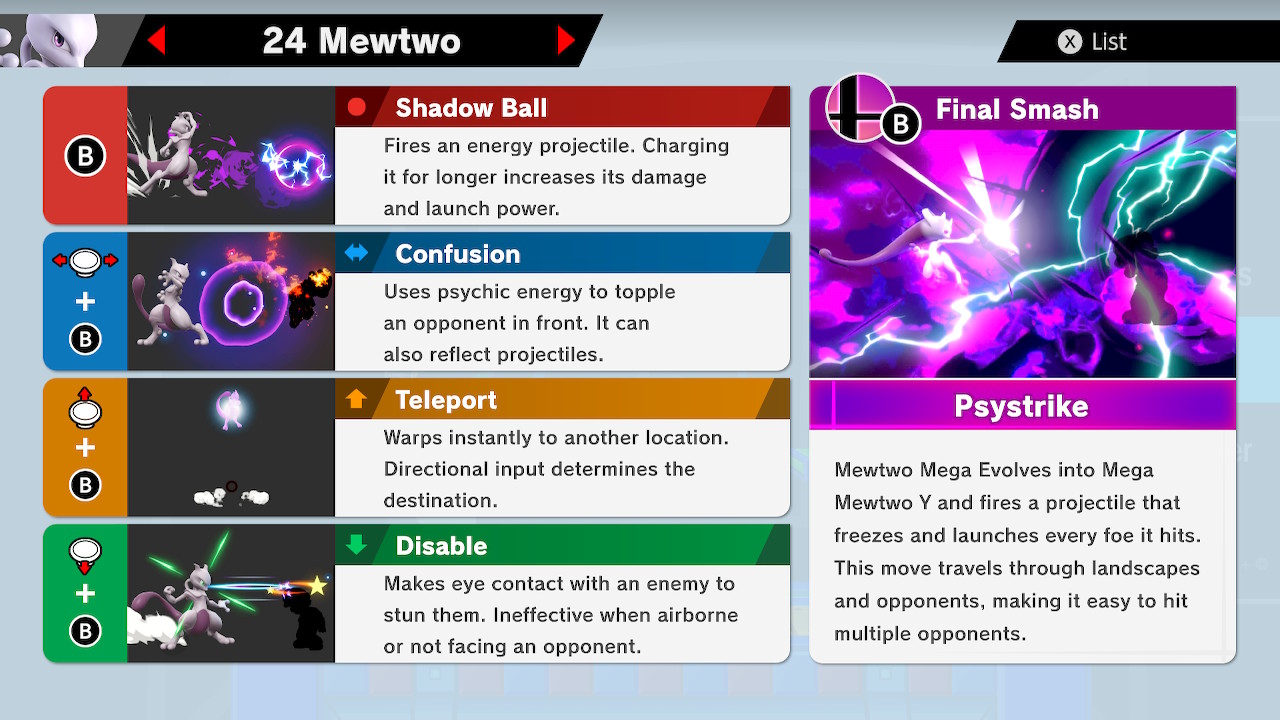 24 Mewtwo
X List
B
Shadow Ball
Fires an energy projectile. Charging
it for longer increases its damage
and launch power.
+
B
Confusion
Uses psychic energy to topple
an opponent in front. It can
also reflect projectiles.
+
B
Teleport
Warps instantly to another location.
Directional input determines the
destination.
+
B
Disable
Makes eye contact with an enemy to
stun them. Ineffective when airborne
or not facing an opponent.
B
Final Smash
Psystrike
Mewtwo Mega Evolves into Mega
Mewtwo Y and fires a projectile that
freezes and launches every foe it hits.
This move travels through landscapes
and opponents, making it easy to hit
multiple opponents.